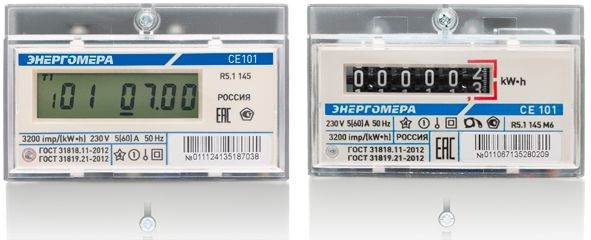 ЭНЕРГОМЕРА CE101
T1
R5.1 145
101 07.00
РОССИЯ
EAC
3200 imp/(kW•h) 230 V 5(60)A 50 Hz
ГОСТ 31818.11-2012
ГОСТ 31819.21-2012
№011124135187038
00000
kW•h
ЭНЕРГОМЕРА CE 101
230 V 5(60)A 50 Hz
R5.1 145 M6
3200 imp/(kW•h) РОССИЯ
EAC
ГОСТ 31818.11-2012
ГОСТ 31819.21-2012
№011067135280209